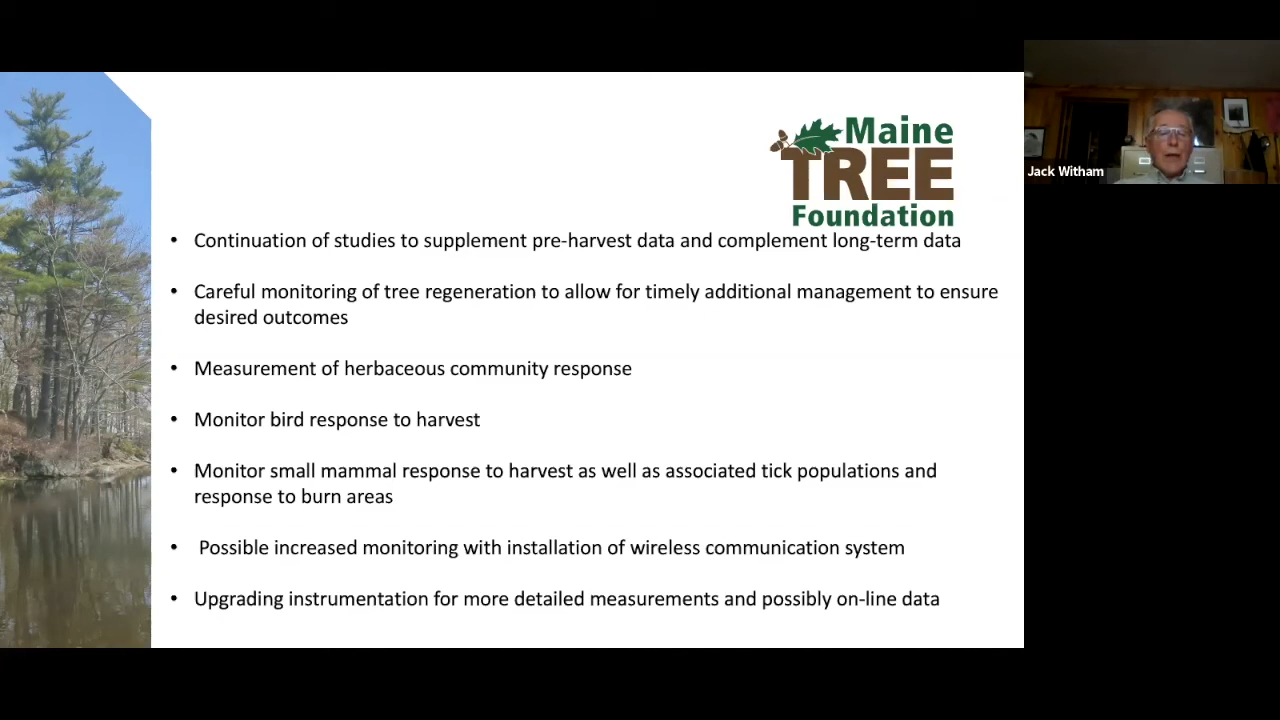 Maine
TREE
Foundation
Jack Witham
• Continuation of studies to supplement pre-harvest data and complement long-term data
• Careful monitoring of tree regeneration to allow for timely additional management to ensure
desired outcomes
• Measurement of herbaceous community response
• Monitor bird response to harvest
• Monitor small mammal response to harvest as well as associated tick populations and
response to burn areas
• Possible increased monitoring with installation of wireless communication system
• Upgrading instrumentation for more detailed measurements and possibly on-line data